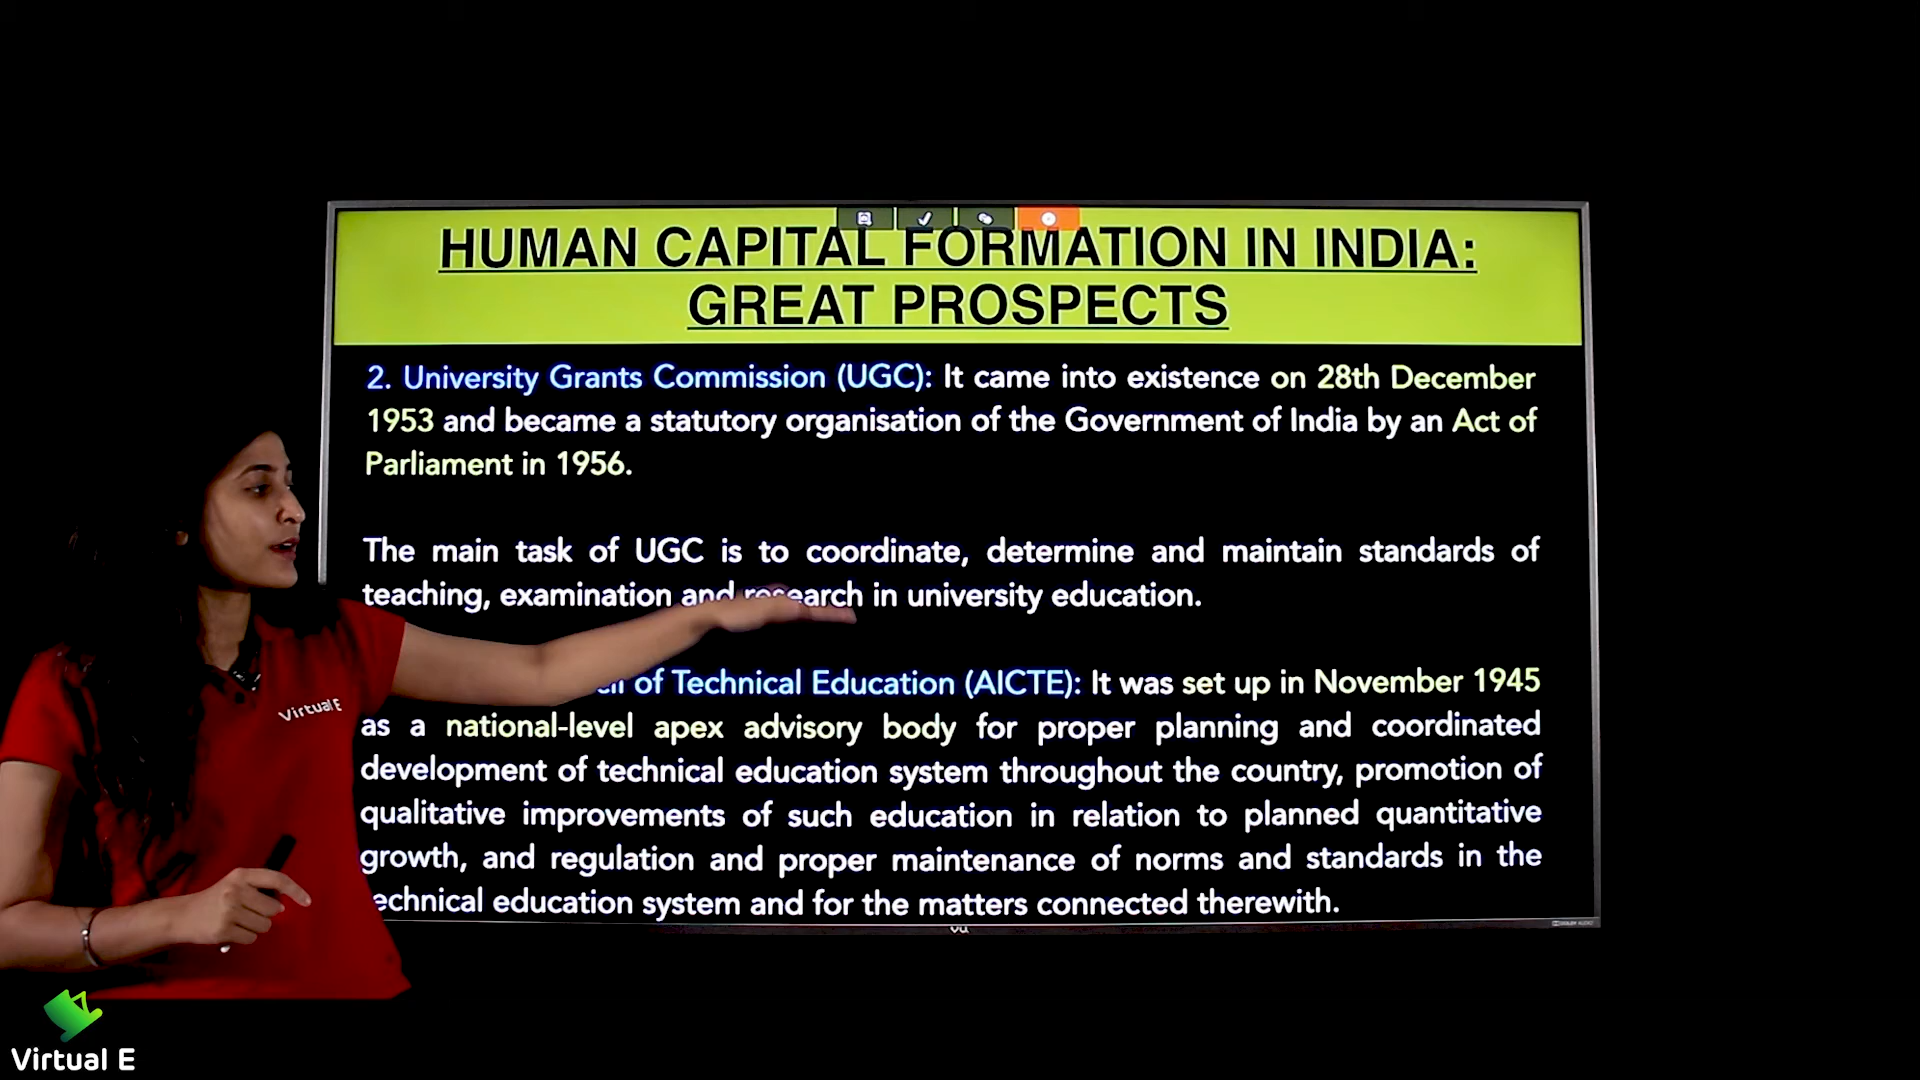 HUMAN CAPITAL FORMATION IN INDIA:
GREAT PROSPECTS
2. University Grants Commission (UGC): It came into existence on 28th December
1953 and became a statutory organisation of the Government of India by an Act of
Parliament in 1956.
The main task of UGC is to coordinate, determine and maintain standards of
teaching, examination and research in university education.
of Technical Education (AICTE): It was set up in November 1945
as a national-level apex advisory body for proper planning and coordinated
development of technical education system throughout the country, promotion of
qualitative improvements of such education in relation to planned quantitative
growth, and regulation and proper maintenance of norms and standards in the
echnical education system and for the matters connected therewith.
Virtual E
Vu
Virtual E